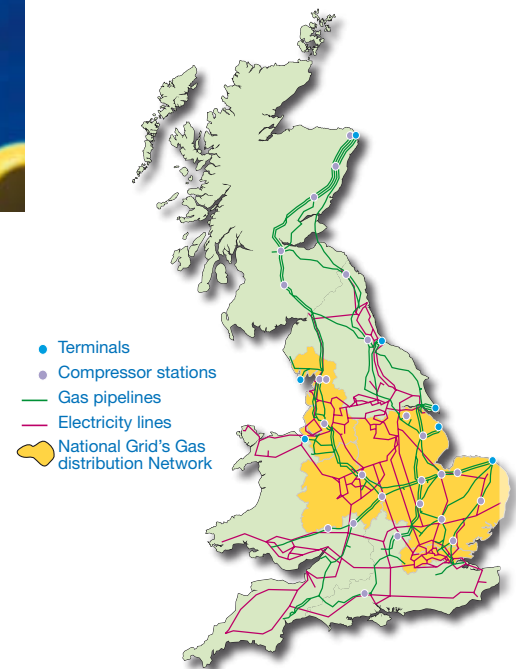 Terminals
Compressor stations
Gas pipelines
Electricity lines
National Grid's Gas
distribution Network